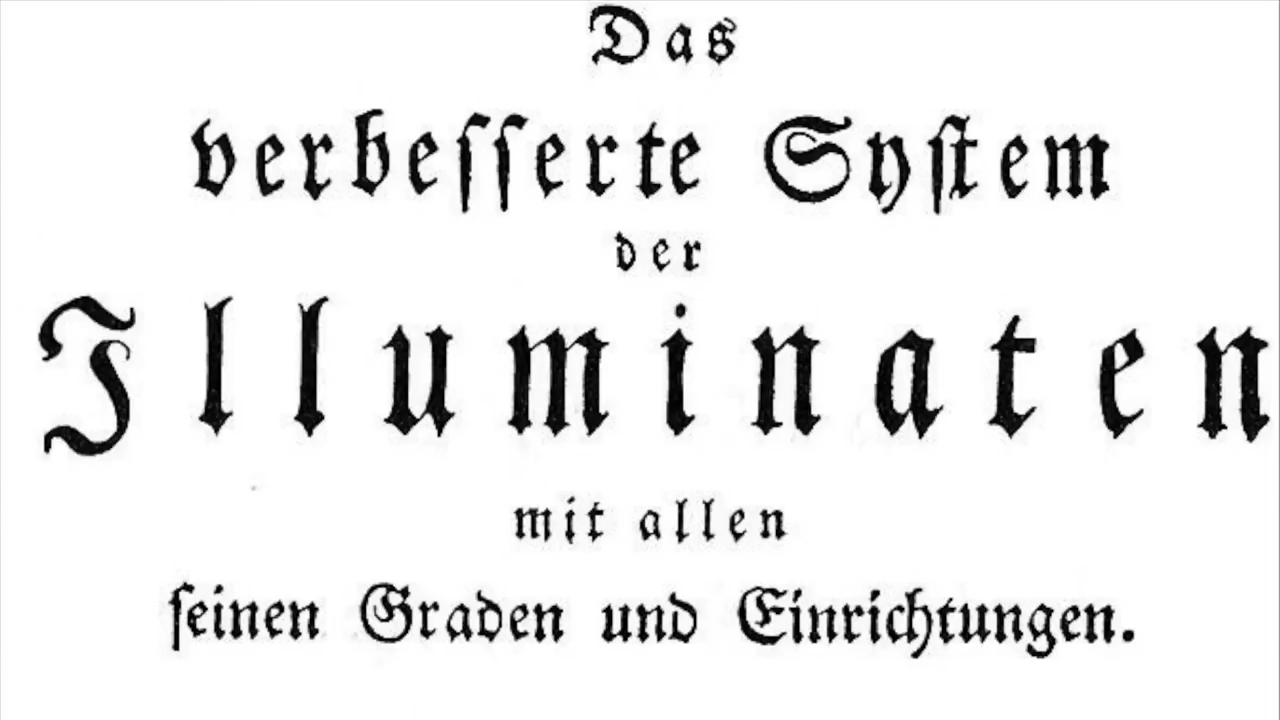 Das
verbeſſerte Syſtem
der
Illuminaten
mit allen
ſeinen Graden und Einrichtungen.